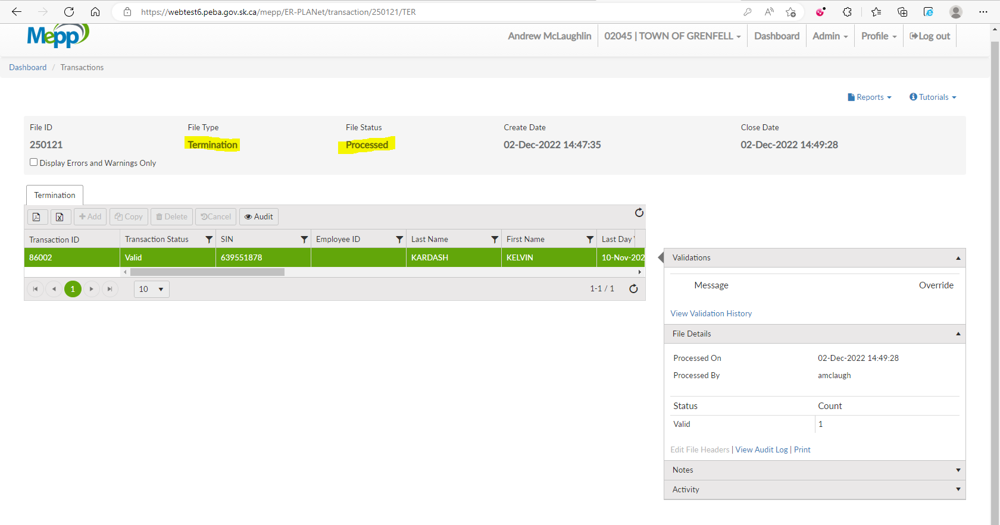 https://webtest6.peba.gov.sk.ca/mepp/ER-PLANet/transaction/250121/TER
Mepp
Andrew McLaughlin 02045 | TOWN OF GRENFELL Dashboard Admin Profile Log out
Dashboard / Transactions
Reports Tutorials
File ID File Type File Status Create Date Close Date
250121 Termination Processed 02-Dec-2022 14:47:35 02-Dec-2022 14:49:28
Display Errors and Warnings Only
Termination
Add Copy Delete Cancel Audit
Transaction ID Transaction Status SIN Employee ID Last Name First Name Last Day
86002 Valid 639551878 KARDASH KELVIN 10-Nov-202
1 10 1-1 / 1
Validations
Message Override
View Validation History
File Details
Processed On 02-Dec-2022 14:49:28
Processed By amclaugh
Status Count
Valid 1
Edit File Headers | View Audit Log | Print
Notes
Activity